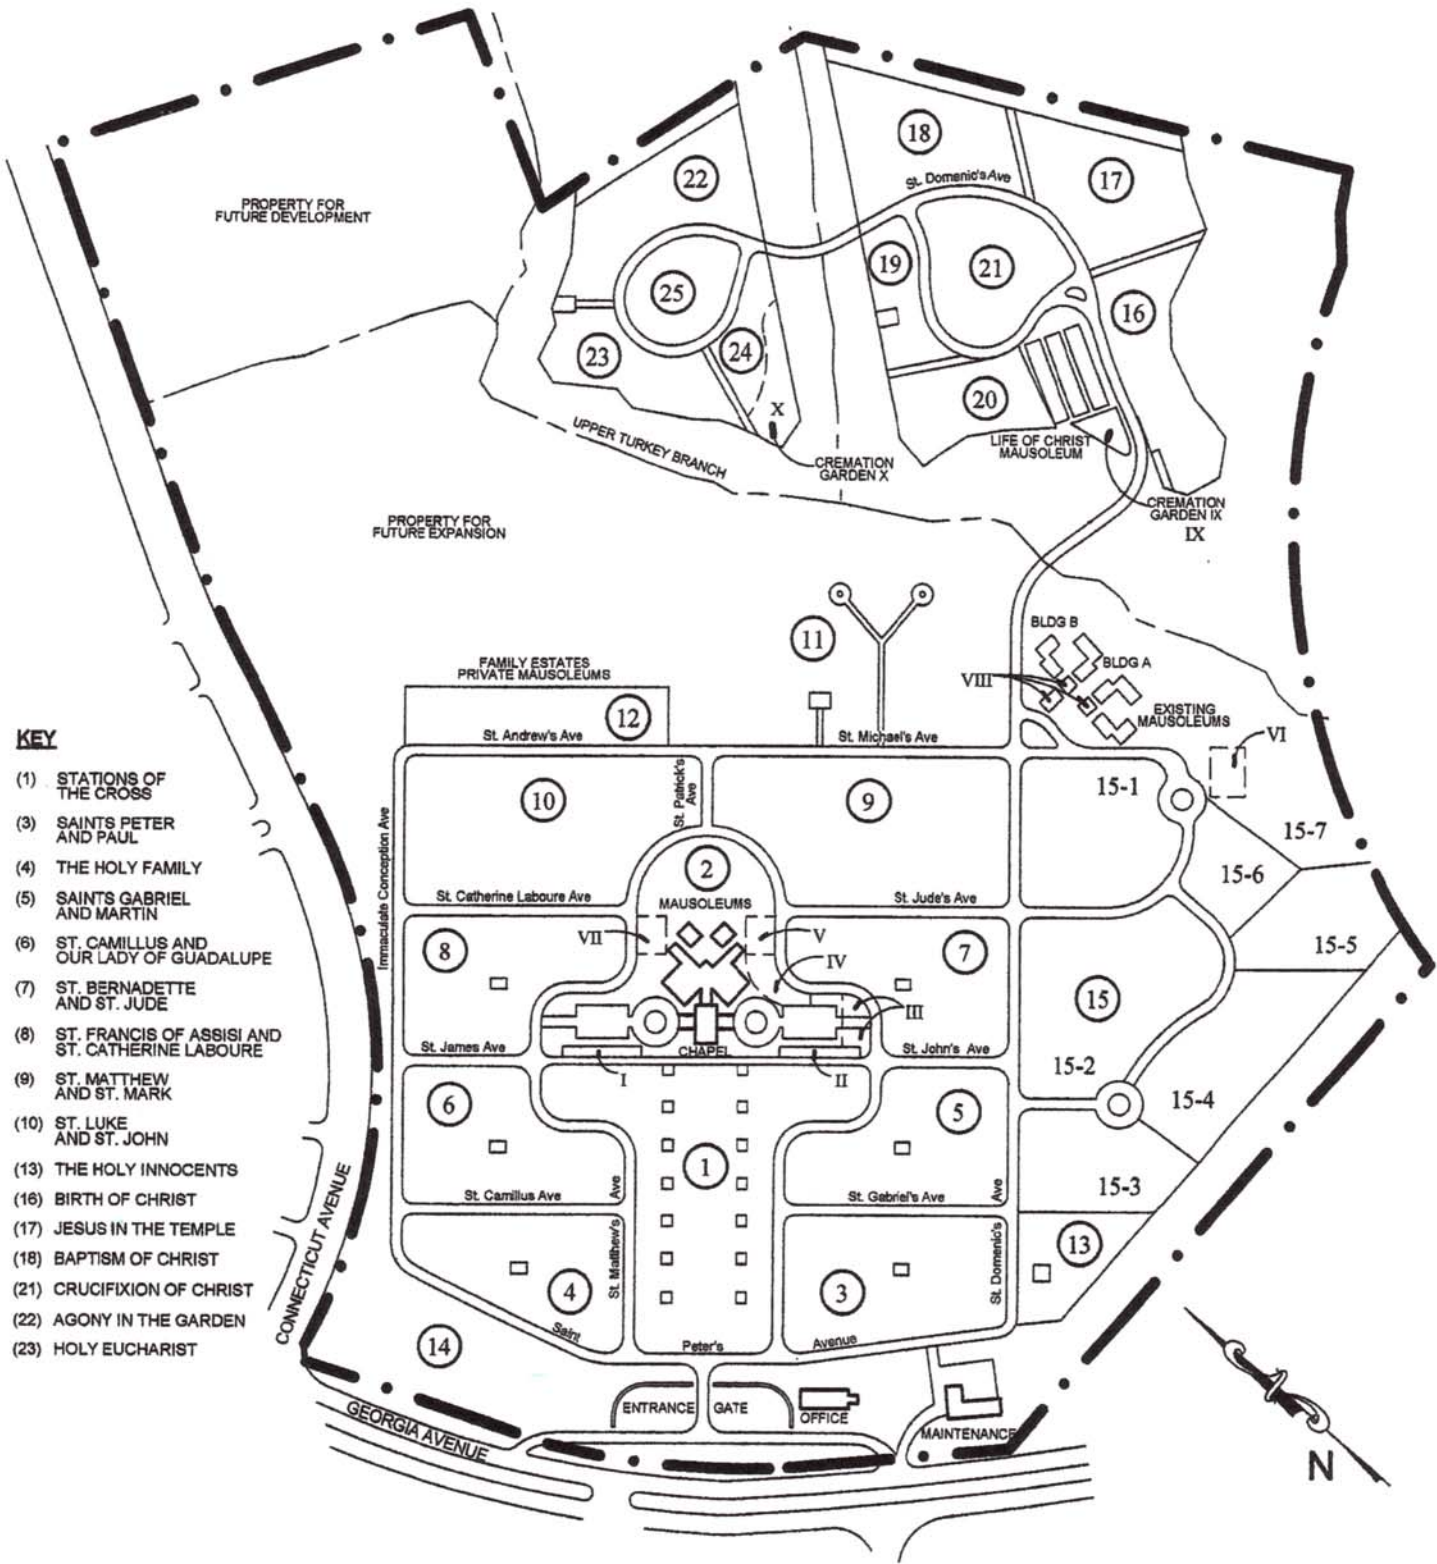 PROPERTY FOR
FUTURE DEVELOPMENT
22
18
St. Domenic's Ave
17
25
19
21
16
23
24
20
X
CREMATION
GARDEN X
LIFE OF CHRIST
MAUSOLEUM
UPPER TURKEY BRANCH
CREMATION
GARDEN IX
IX
PROPERTY FOR
FUTURE EXPANSION
11
BLDG B
BLDG A
VIII
EXISTING
MAUSOLEUMS
VI
FAMILY ESTATES
PRIVATE MAUSOLEUMS
12
St. Andrew's Ave
St. Michael's Ave
10
St. Patrick's
Ave
9
15-1
15-7
15-6
15-5
Immaculate Conception Ave
2
MAUSOLEUMS
St. Catherine Laboure Ave
St. Jude's Ave
8
VII
V
IV
III
7
15
St. James Ave
CHAPEL
St. John's Ave
I
II
15-2
15-4
6
5
1
15-3
St. Camillus Ave
Ave
St. Gabriel's Ave
Ave
St. Matthew's
St. Domenic's
13
4
3
Saint
Peter's
Avenue
14
ENTRANCE
GATE
OFFICE
MAINTENANCE
CONNECTICUT AVENUE
GEORGIA AVENUE
N
KEY
(1) STATIONS OF
THE CROSS
(3) SAINTS PETER
AND PAUL
(4) THE HOLY FAMILY
(5) SAINTS GABRIEL
AND MARTIN
(6) ST. CAMILLUS AND
OUR LADY OF GUADALUPE
(7) ST. BERNADETTE
AND ST. JUDE
(8) ST. FRANCIS OF ASSISI AND
ST. CATHERINE LABOURE
(9) ST. MATTHEW
AND ST. MARK
(10) ST. LUKE
AND ST. JOHN
(13) THE HOLY INNOCENTS
(16) BIRTH OF CHRIST
(17) JESUS IN THE TEMPLE
(18) BAPTISM OF CHRIST
(21) CRUCIFIXION OF CHRIST
(22) AGONY IN THE GARDEN
(23) HOLY EUCHARIST